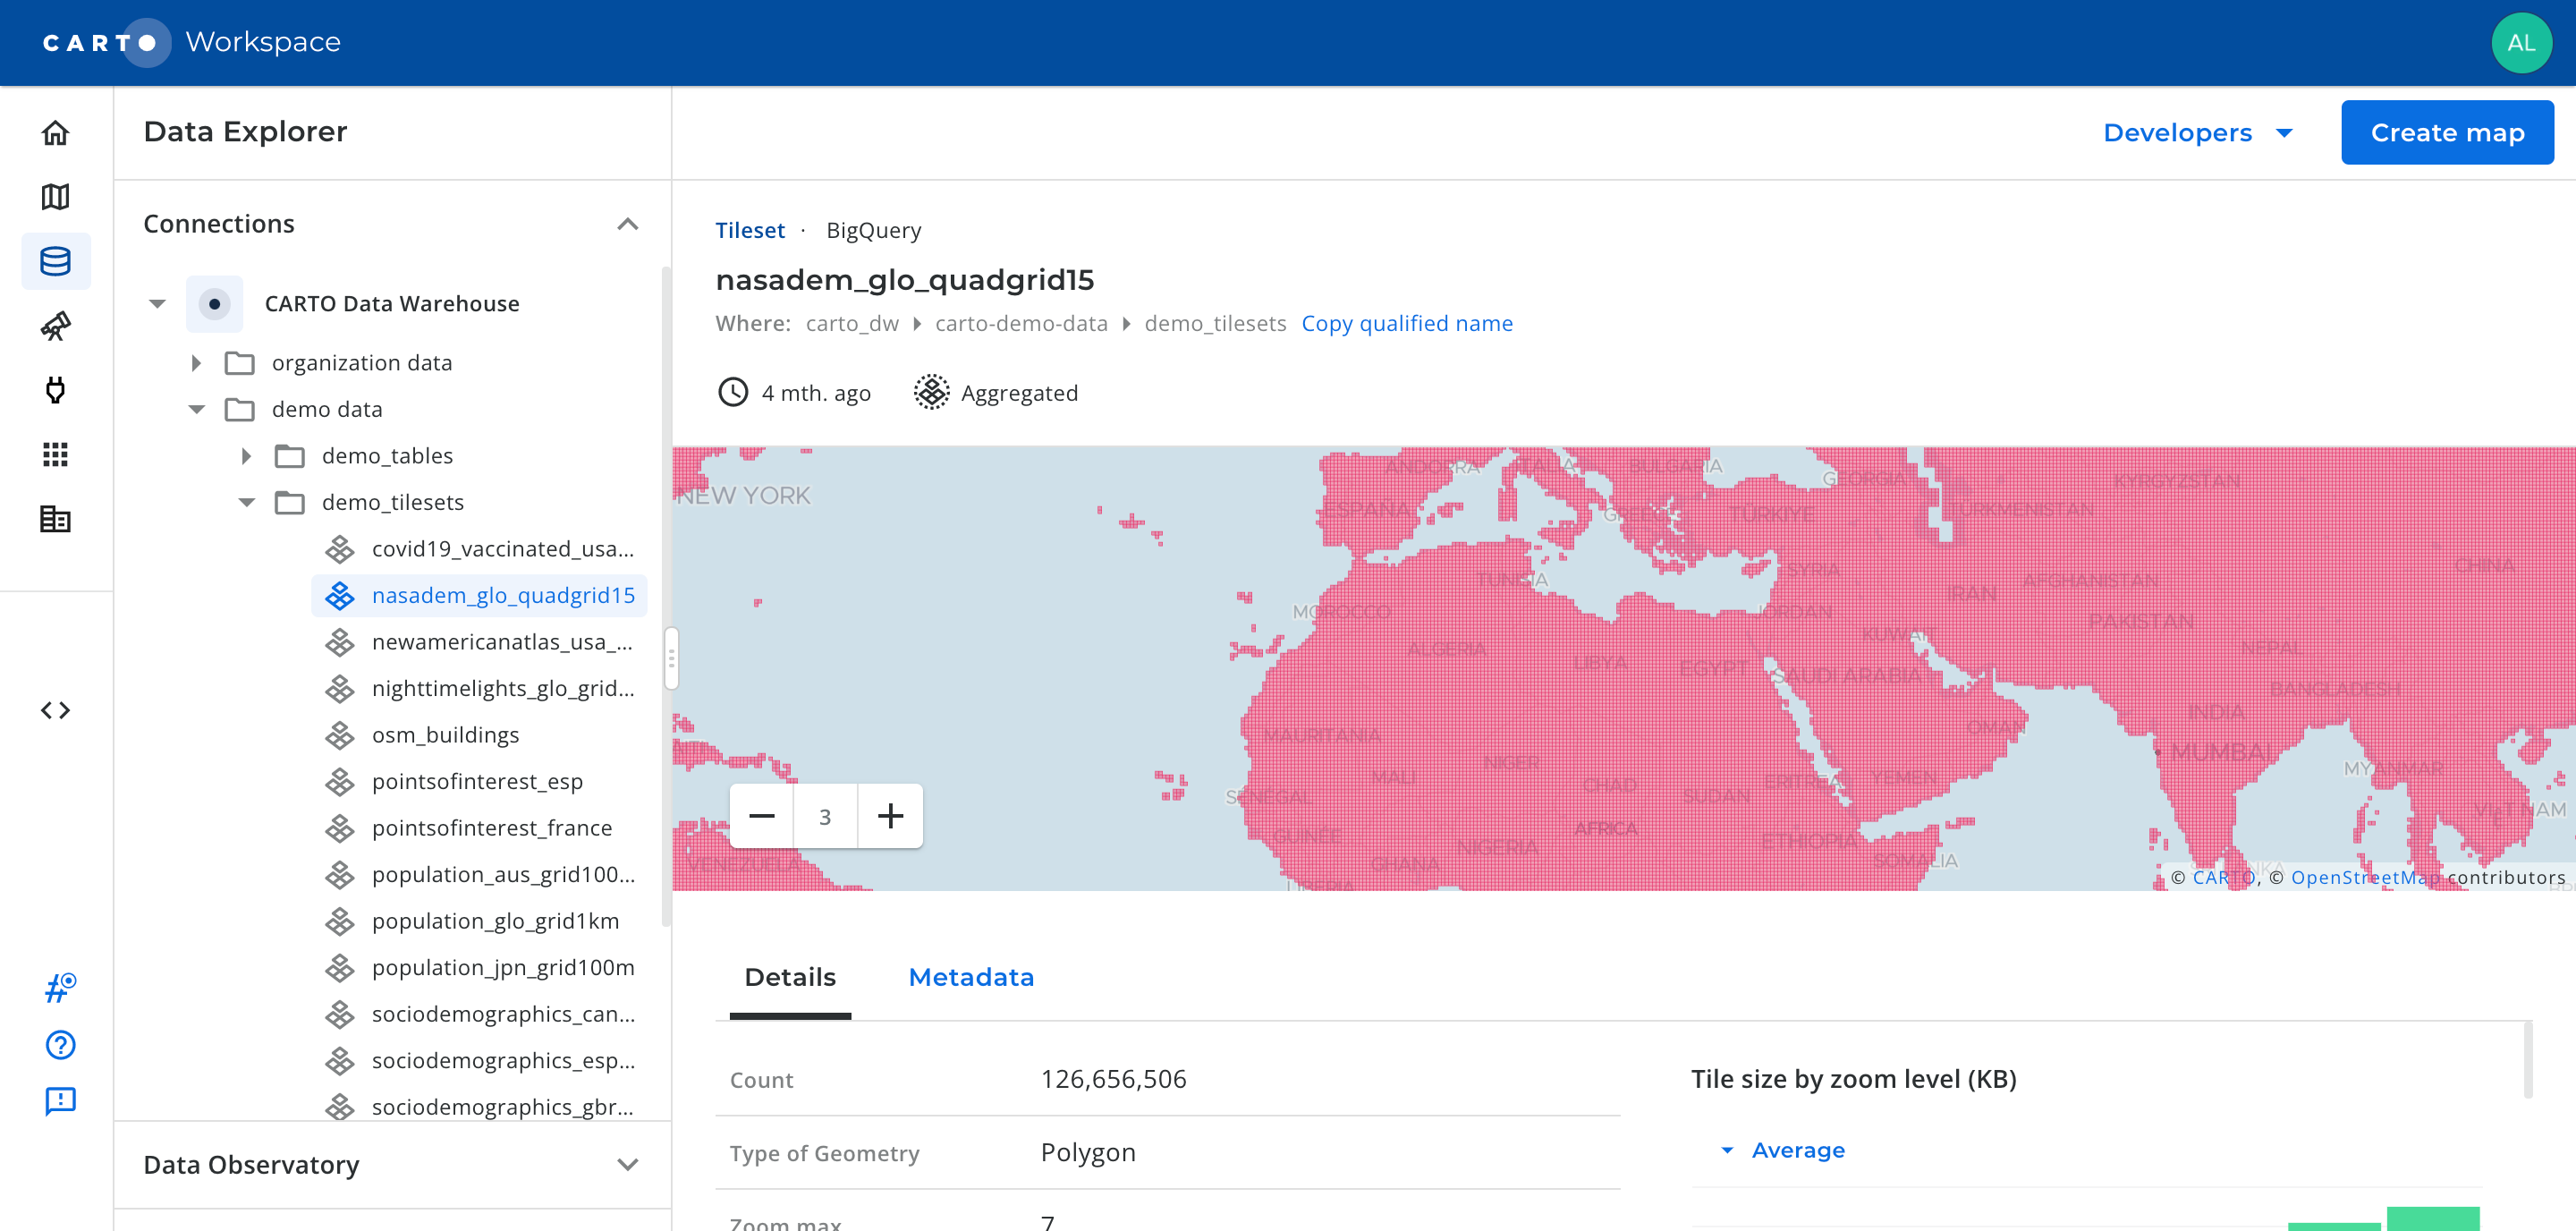 CARTO Workspace
AL
Data Explorer
Developers
Create map
Connections
CARTO Data Warehouse
organization data
demo data
demo_tables
demo_tilesets
covid19_vaccinated_usa...
nasadem_glo_quadgrid15
newamericanatlas_usa_...
nighttimelights_glo_grid...
osm_buildings
pointsofinterest_esp
pointsofinterest_france
population_aus_grid100...
population_glo_grid1km
population_jpn_grid100m
sociodemographics_can...
sociodemographics_esp...
sociodemographics_gbr...
Data Observatory
Tileset · BigQuery
nasadem_glo_quadgrid15
Where: carto_dw carto-demo-data demo_tilesets Copy qualified name
4 mth. ago Aggregated
ANDORRA ITALIA BULGARIA
GEORGIA KYRGYZSTAN
NEW YORK
ESPAÑA GREECE TÜRKIYE TURKMENISTAN
CHINA
TUNISIA SYRIA AFGHANISTAN
IRAN
MOROCCO JORDAN PAKISTAN
KUWAIT
ALGERIA LIBYA EGYPT SAUDI ARABIA NEPAL
BANGLADESH
MAURITANIA OMAN INDIA
MUMBAI
NIGER MYANMAR
MALI CHAD ERITREA YEMEN
SÉNÉGAL SUDAN
VIỆT NAM
3
GUINÉE AFRICA ETHIOPIA
NIGERIA
VENEZUELA GHANA SOMALIA
LIBERIA
© CARTO, © OpenStreetMap contributors
Details
Metadata
Count 126,656,506
Type of Geometry Polygon
Zoom max 7
Tile size by zoom level (KB)
Average